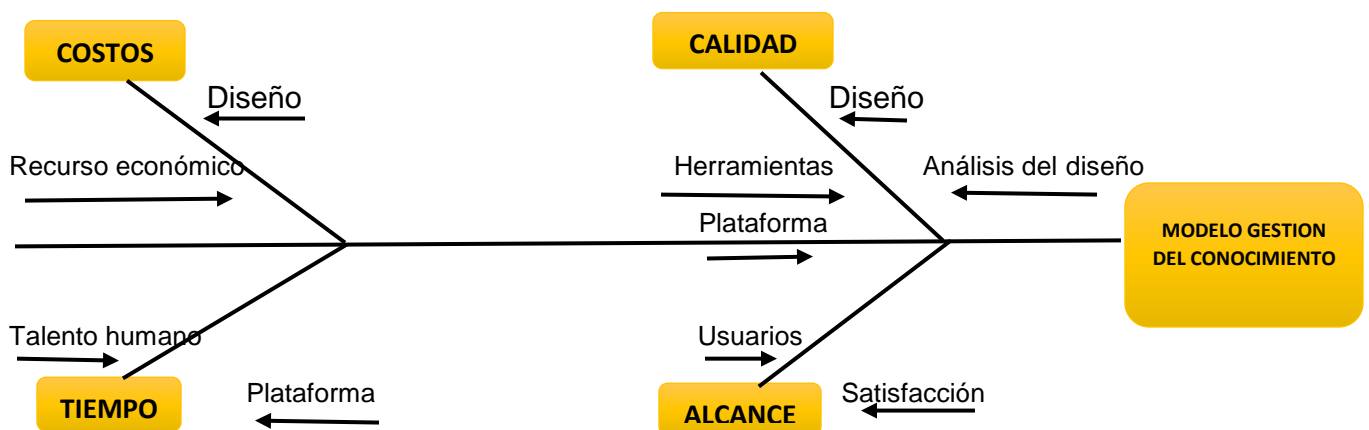 COSTOS
CALIDAD
Diseño
Diseño
Recurso económico
Herramientas
Análisis del diseño
Plataforma
MODELO GESTION
DEL CONOCIMIENTO
Talento humano
Usuarios
TIEMPO
Plataforma
ALCANCE
Satisfacción